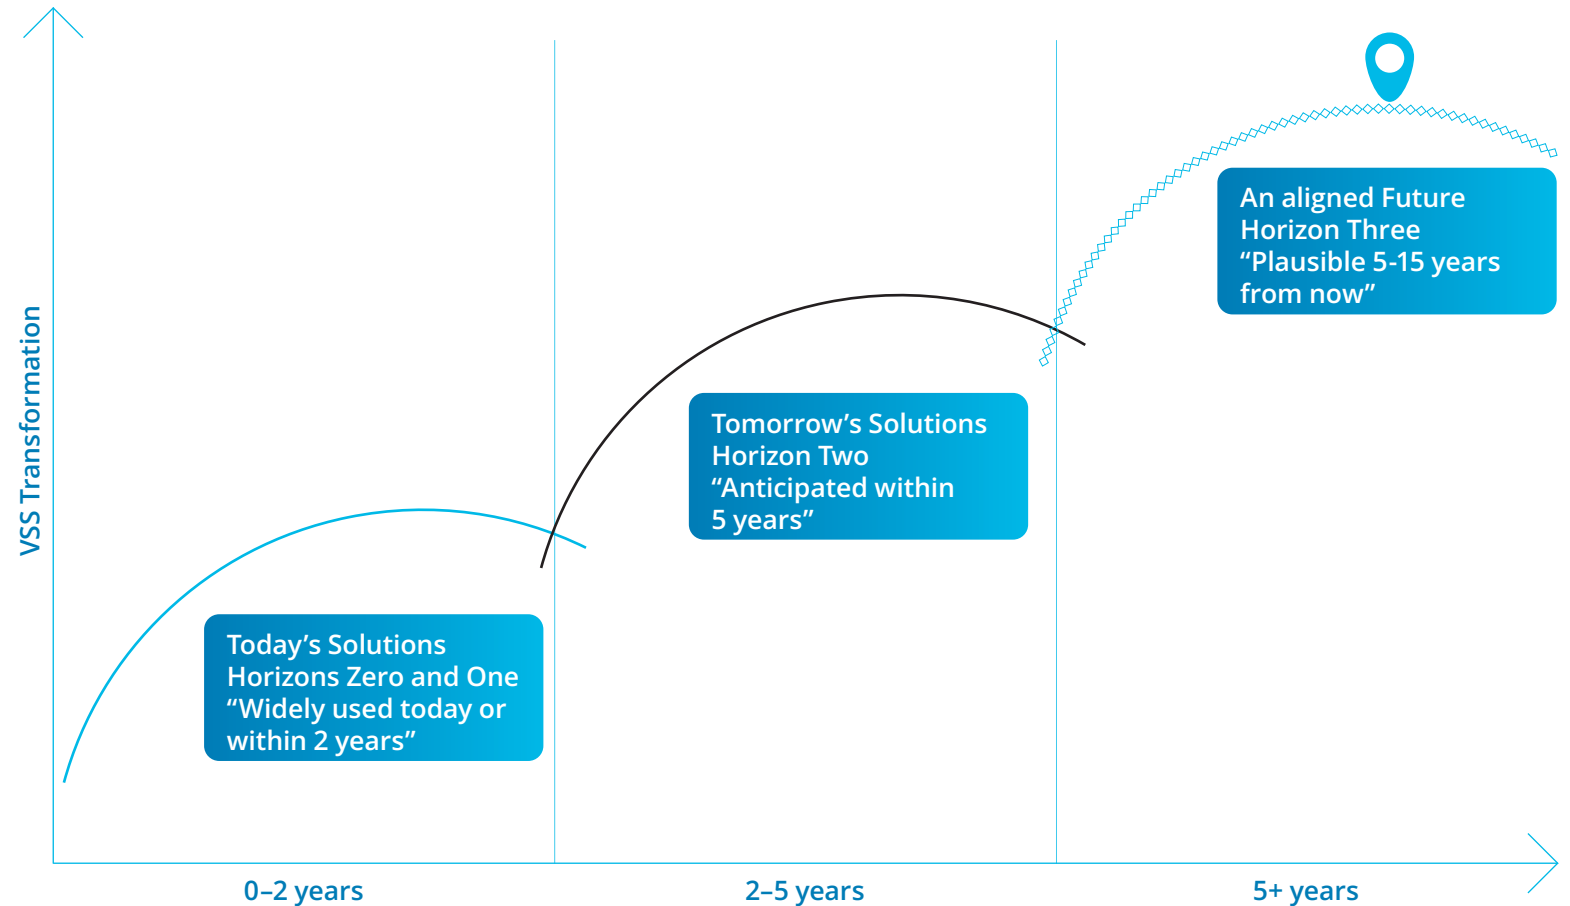 VSS Transformation
An aligned Future
Horizon Three
“Plausible 5-15 years
from now”
Tomorrow’s Solutions
Horizon Two
“Anticipated within
5 years”
Today’s Solutions
Horizons Zero and One
“Widely used today or
within 2 years”
0–2 years
2–5 years
5+ years